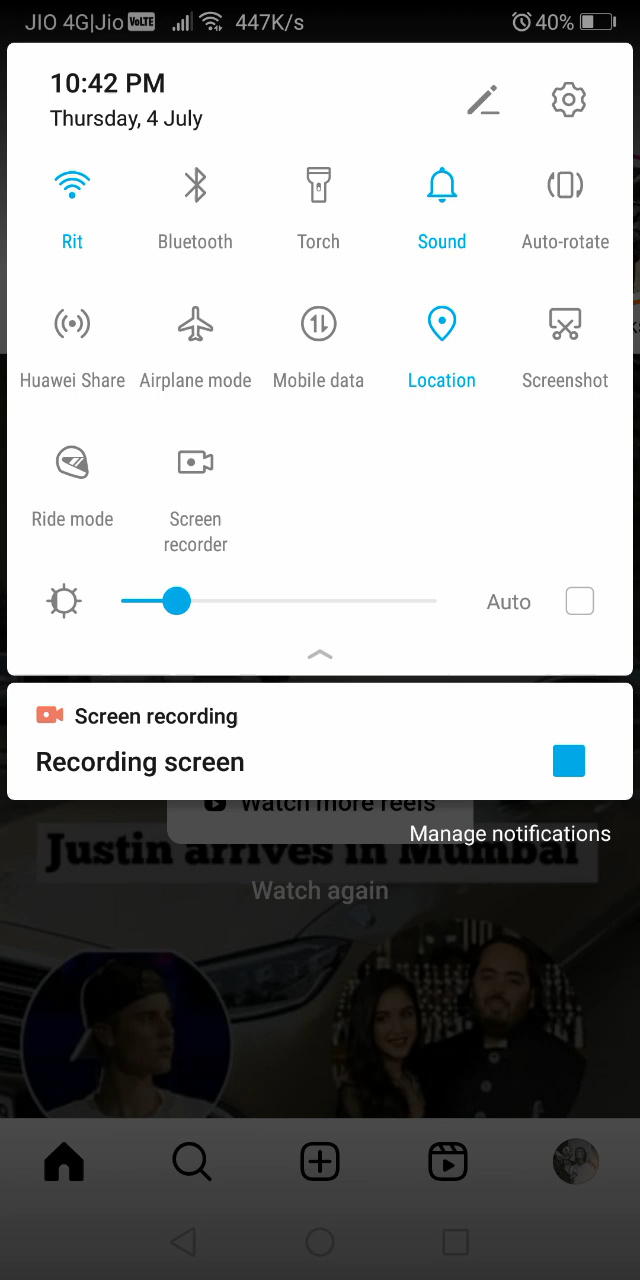 JIO 4G|Jio VoLTE 447K/s 40%
10:42 PM
Thursday, 4 July
Rit Bluetooth Torch Sound Auto-rotate
Huawei Share Airplane mode Mobile data Location Screenshot
Ride mode Screen recorder
Auto
Screen recording
Recording screen
Watch more reels
Manage notifications
Justin arrives in Mumbai
Watch again